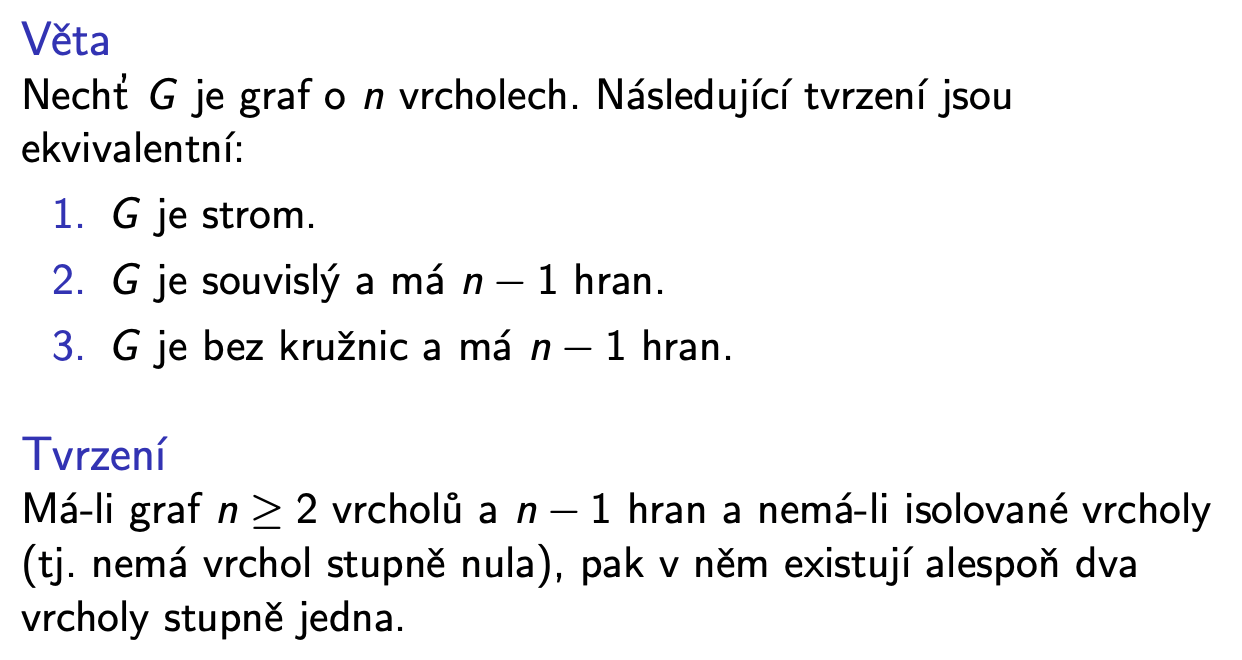 Věta
Nechť G je graf o n vrcholech. Následující tvrzení jsou
ekvivalentní:
1. G je strom.
2. G je souvislý a má n − 1 hran.
3. G je bez kružnic a má n − 1 hran.
Tvrzení
Má-li graf n ≥ 2 vrcholů a n − 1 hran a nemá-li isolované vrcholy
(tj. nemá vrchol stupně nula), pak v něm existují alespoň dva
vrcholy stupně jedna.